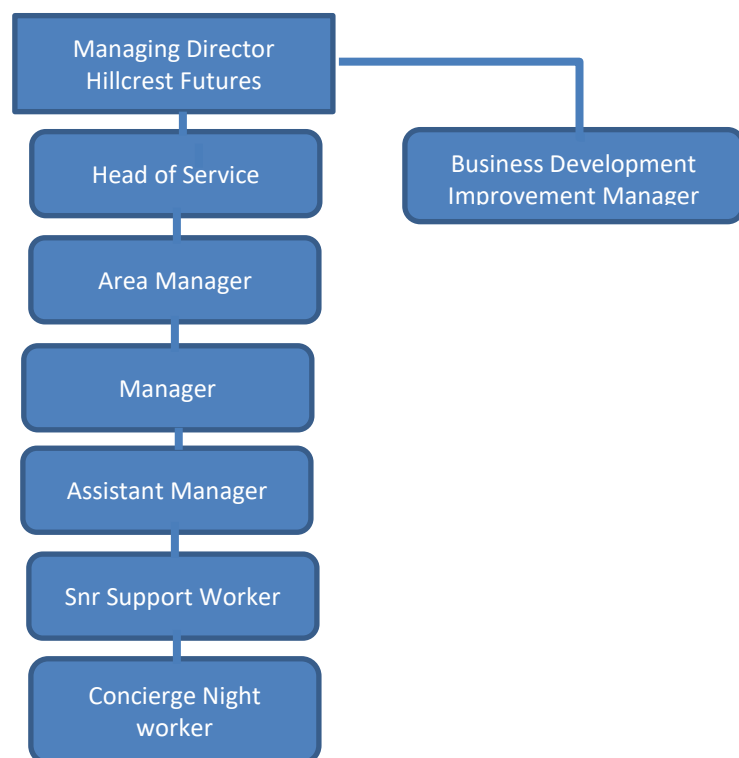 Managing Director
Hillcrest Futures
Head of Service
Business Development
Improvement Manager
Area Manager
Manager
Assistant Manager
Snr Support Worker
Concierge Night
worker